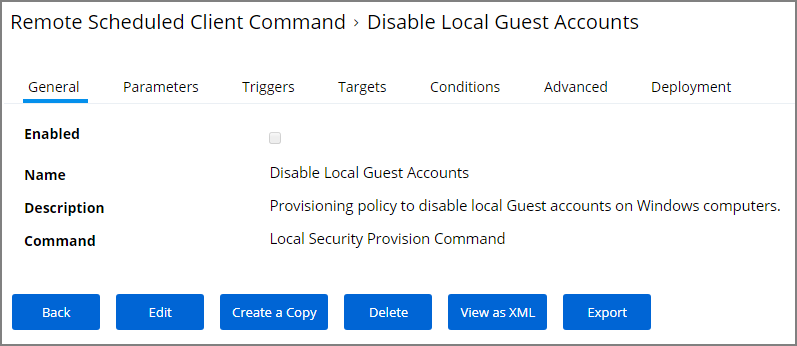 Remote Scheduled Client Command › Disable Local Guest Accounts
General Parameters Triggers Targets Conditions Advanced Deployment
Enabled
Name Disable Local Guest Accounts
Description Provisioning policy to disable local Guest accounts on Windows computers.
Command Local Security Provision Command
Back Edit Create a Copy Delete View as XML Export